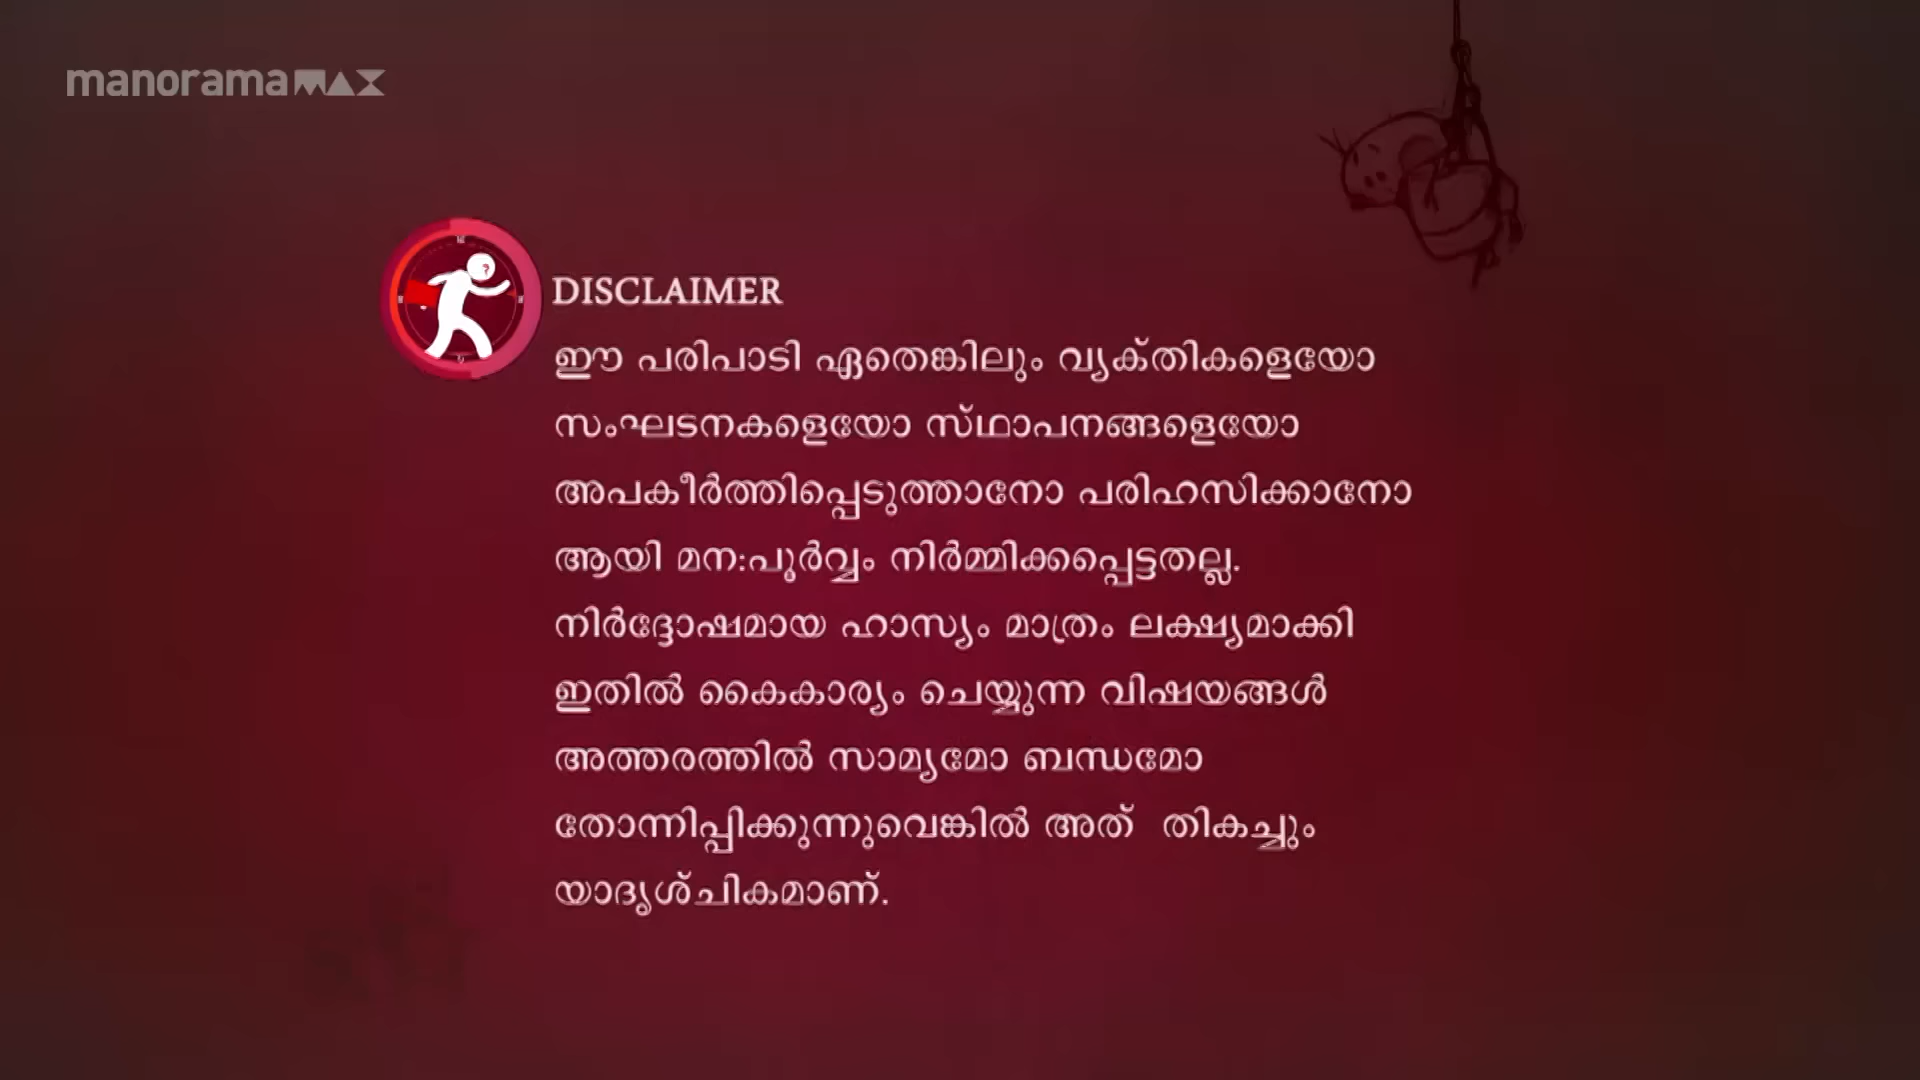 manoramaMAX
DISCLAIMER
ഈ പരിപാടി ഏതെങ്കിലും വ്യക്തികളെയോ
സംഘടനകളെയോ സ്ഥാപനങ്ങളെയോ
അപകീർത്തിപ്പെടുത്താനോ പരിഹസിക്കാനോ
ആയി മന:പൂർവ്വം നിർമ്മിക്കപ്പെട്ടതല്ല.
നിർദ്ദോഷമായ ഹാസ്യം മാത്രം ലക്ഷ്യമാക്കി
ഇതിൽ കൈകാര്യം ചെയ്യുന്ന വിഷയങ്ങൾ
അത്തരത്തിൽ സാമ്യമോ ബന്ധമോ
തോന്നിപ്പിക്കുന്നുവെങ്കിൽ അത് തികച്ചും
യാദൃശ്ചികമാണ്.